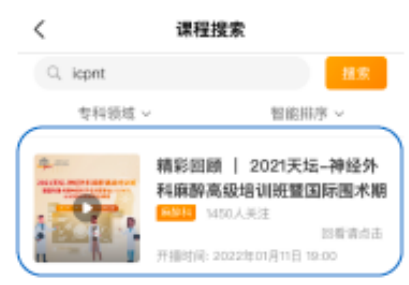 课程搜索
icpnt
搜索
专科领域
智能排序
精彩回顾 | 2021天坛-神经外
科麻醉高级培训班暨国际围术期
麻醉科 1450人关注
回看请点击
开播时间: 2022年01月11日 19:00